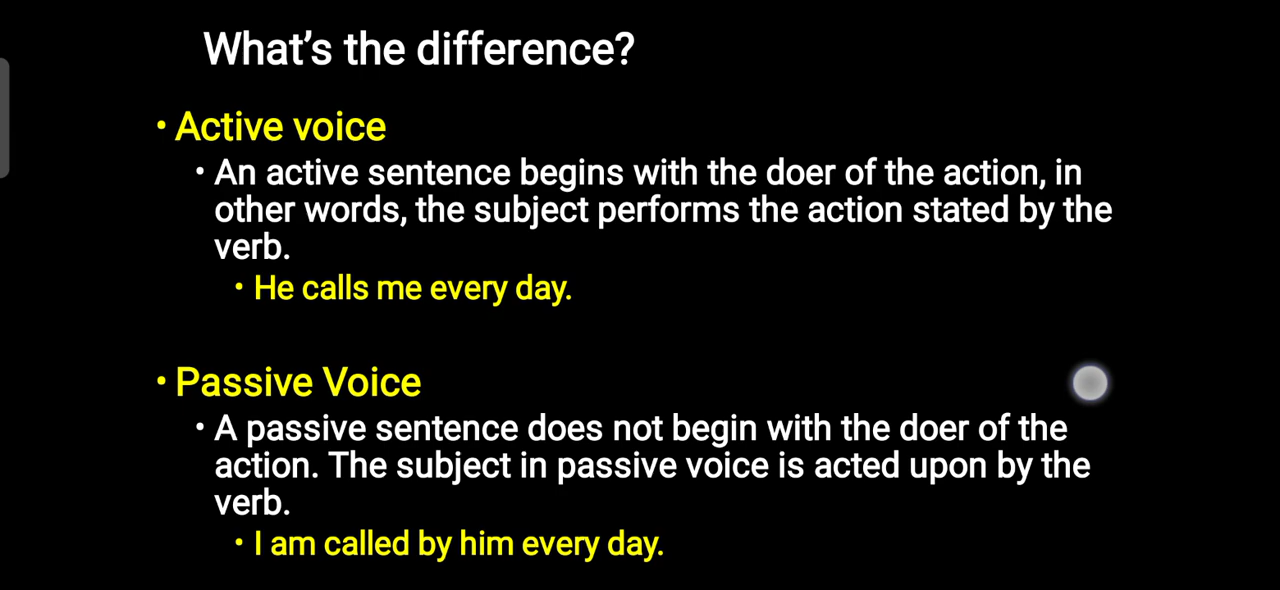 What's the difference?
• Active voice
• An active sentence begins with the doer of the action, in
other words, the subject performs the action stated by the
verb.
• He calls me every day.
• Passive Voice
• A passive sentence does not begin with the doer of the
action. The subject in passive voice is acted upon by the
verb.
• I am called by him every day.